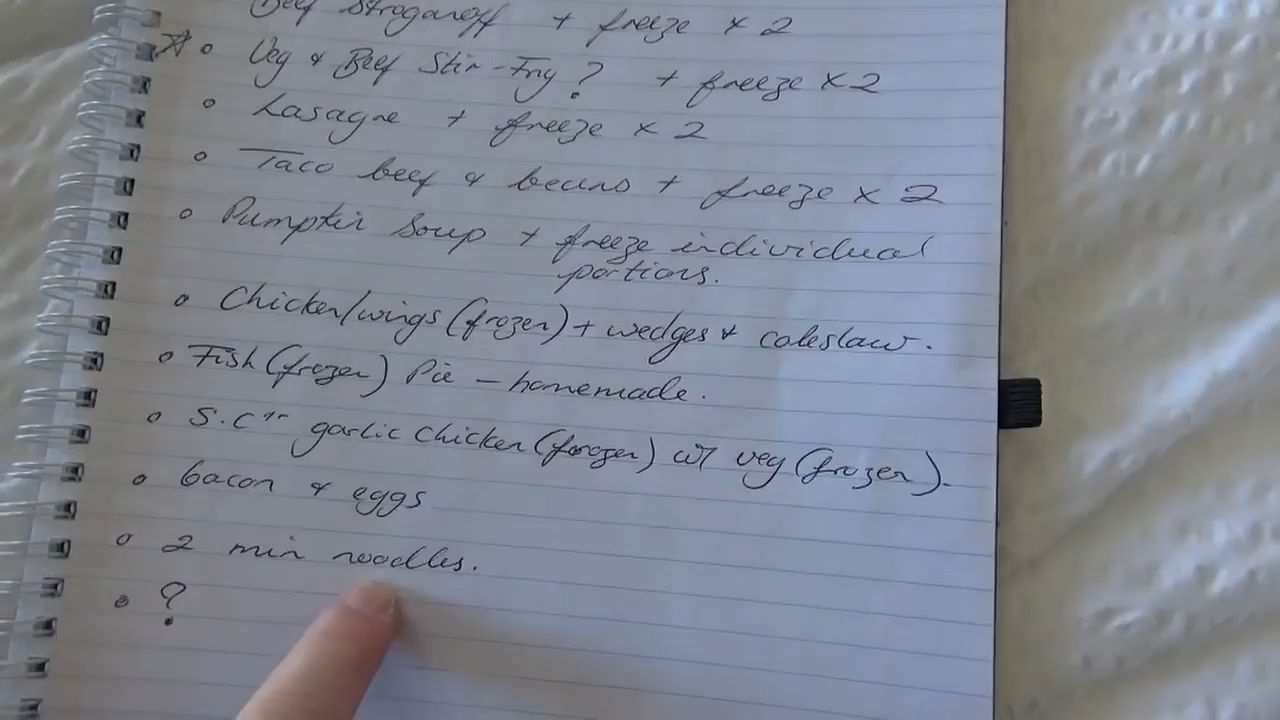 Beef Stroganoff + freeze x 2
☆ • Veg & Beef Stir-Fry? + freeze x 2
• Lasagne + freeze x 2
• Taco beef & beans + freeze x 2
• Pumpkin Soup + freeze individual
portions.
• Chicken/wings (frozen) + wedges & coleslaw.
• Fish (frozen) Pie - homemade.
• garlic chicken (frozen) w/ veg (frozen).
• bacon & eggs
• 2 min noodles.
• ?